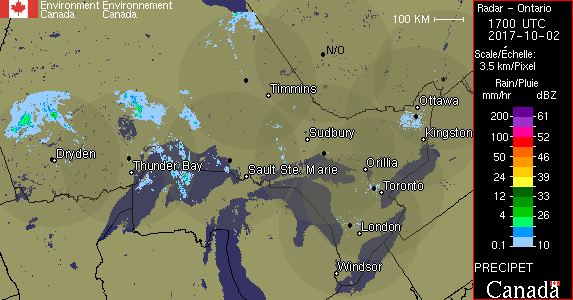 Environment Environnement
Canada Canada
100 KM
N/O
Timmins
Ottawa
Sudbury
Kingston
Dryden
Thunder Bay
Sault Ste. Marie
Orillia
Toronto
London
Windsor
Radar - Ontario
1700 UTC
2017-10-02
Scale/Échelle:
3.5 km/Pixel
Rain/Pluie
mm/hr dBZ
200 61
100 52
50 46
24 39
12 33
4 26
0.1 10
PRECIPET
Canada